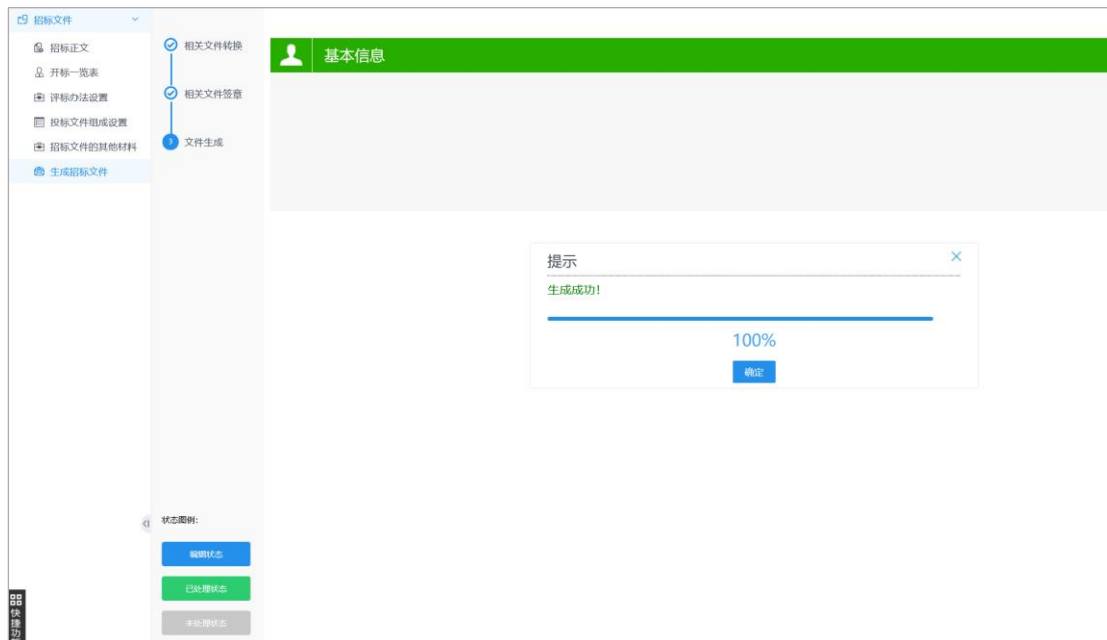 招标文件
招标正文
开标一览表
评标办法设置
投标文件组成设置
招标文件的其他材料
生成招标文件
相关文件转换
相关文件签章
3
文件生成
基本信息
提示
生成成功!
100%
确定
状态图例:
编辑状态
已处理状态
未处理状态
快捷功